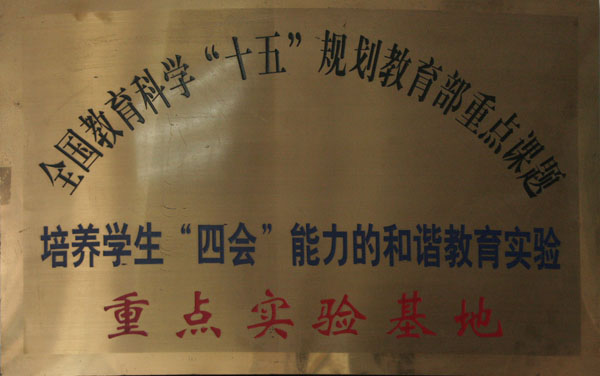 全国教育科学“十五”规划教育部重点课题
培养学生“四会”能力的和谐教育实验
重点实验基地